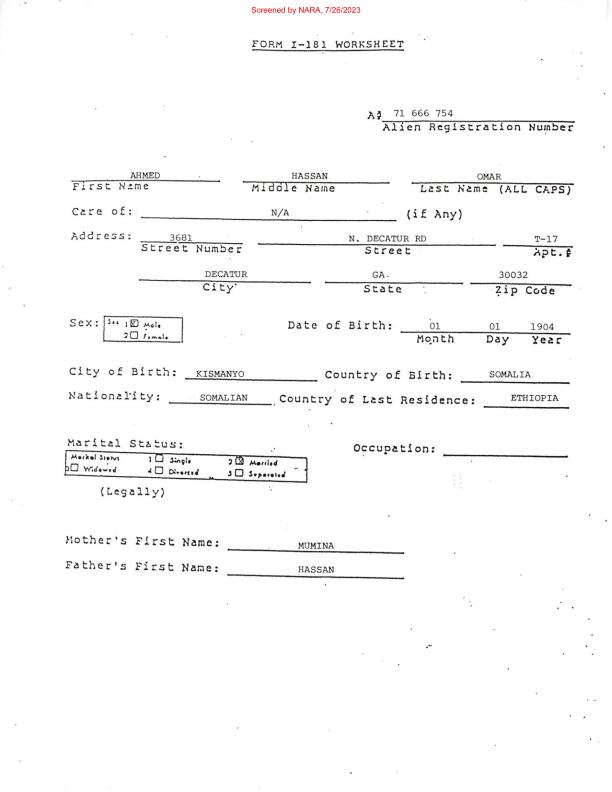 Screened by NARA, 7/26/2023
FORM I-181 WORKSHEET
A# 71 666 754
Alien Registration Number
AHMED HASSAN OMAR
First Name Middle Name Last Name (ALL CAPS)
Care of: N/A (if Any)
Address: 3681 N. DECATUR RD T-17
Street Number Street Apt.#
DECATUR GA. 30032
City State Zip Code
Sex: Sex 1 ☒ Male
2 ☐ Female
Date of Birth: 01 01 1904
Month Day Year
City of Birth: KISMANYO Country of Birth: SOMALIA
Nationality: SOMALIAN Country of Last Residence: ETHIOPIA
Marital Status: Occupation:
Marital Status 1 ☐ Single 2 ☒ Married
3 ☐ Widowed 4 ☐ Divorced 5 ☐ Separated
(Legally)
Mother's First Name: MUMINA
Father's First Name: HASSAN